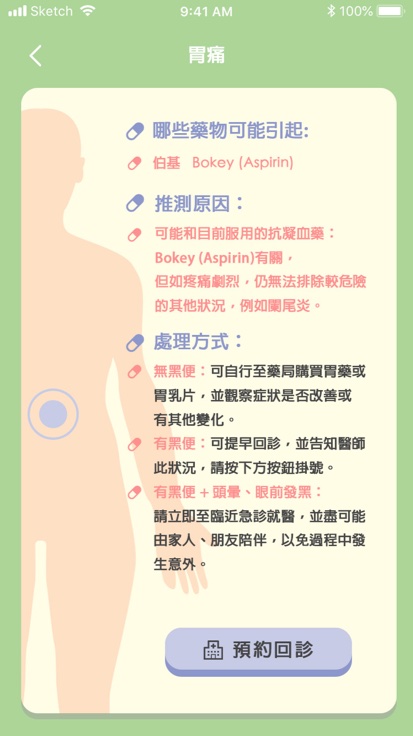 Sketch
9:41 AM
100%
胃痛
哪些藥物可能引起:
伯基 Bokey (Aspirin)
推測原因：
可能和目前服用的抗凝血藥：
Bokey (Aspirin)有關，
但如疼痛劇烈，仍無法排除較危險
的其他狀況，例如闌尾炎。
處理方式：
無黑便：可自行至藥局購買胃藥或
胃乳片，並觀察症狀是否改善或
有其他變化。
有黑便：可提早回診，並告知醫師
此狀況，請按下方按鈕掛號。
有黑便 + 頭暈、眼前發黑：
請立即至臨近急診就醫，並盡可能
由家人、朋友陪伴，以免過程中發
生意外。
預約回診